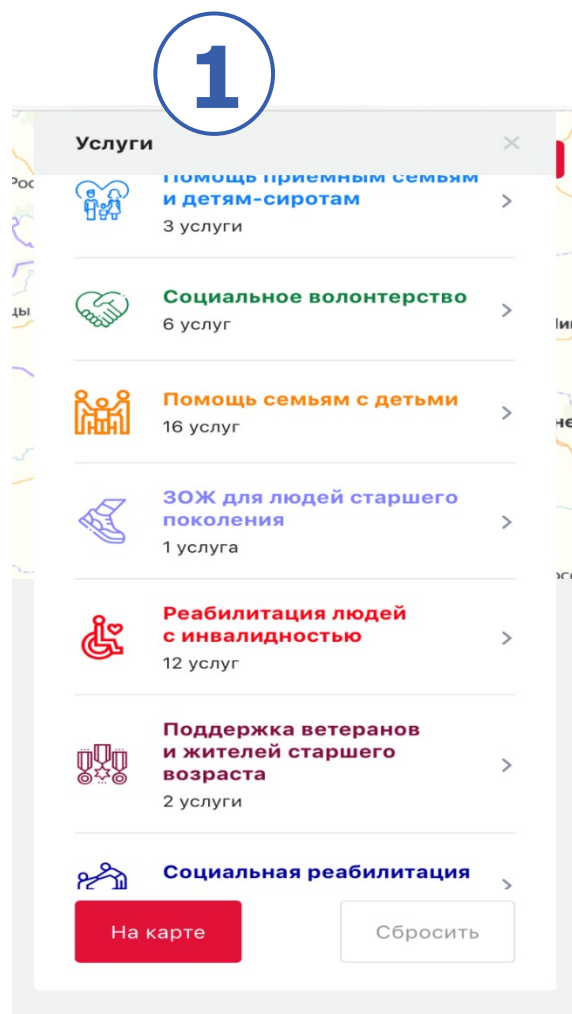 1
Услуги
Помощь приемным семьям
и детям-сиротам
3 услуги
Социальное волонтерство
6 услуг
Помощь семьям с детьми
16 услуг
ЗОЖ для людей старшего
поколения
1 услуга
Реабилитация людей
с инвалидностью
12 услуг
Поддержка ветеранов
и жителей старшего
возраста
2 услуги
Социальная реабилитация
На карте
Сбросить